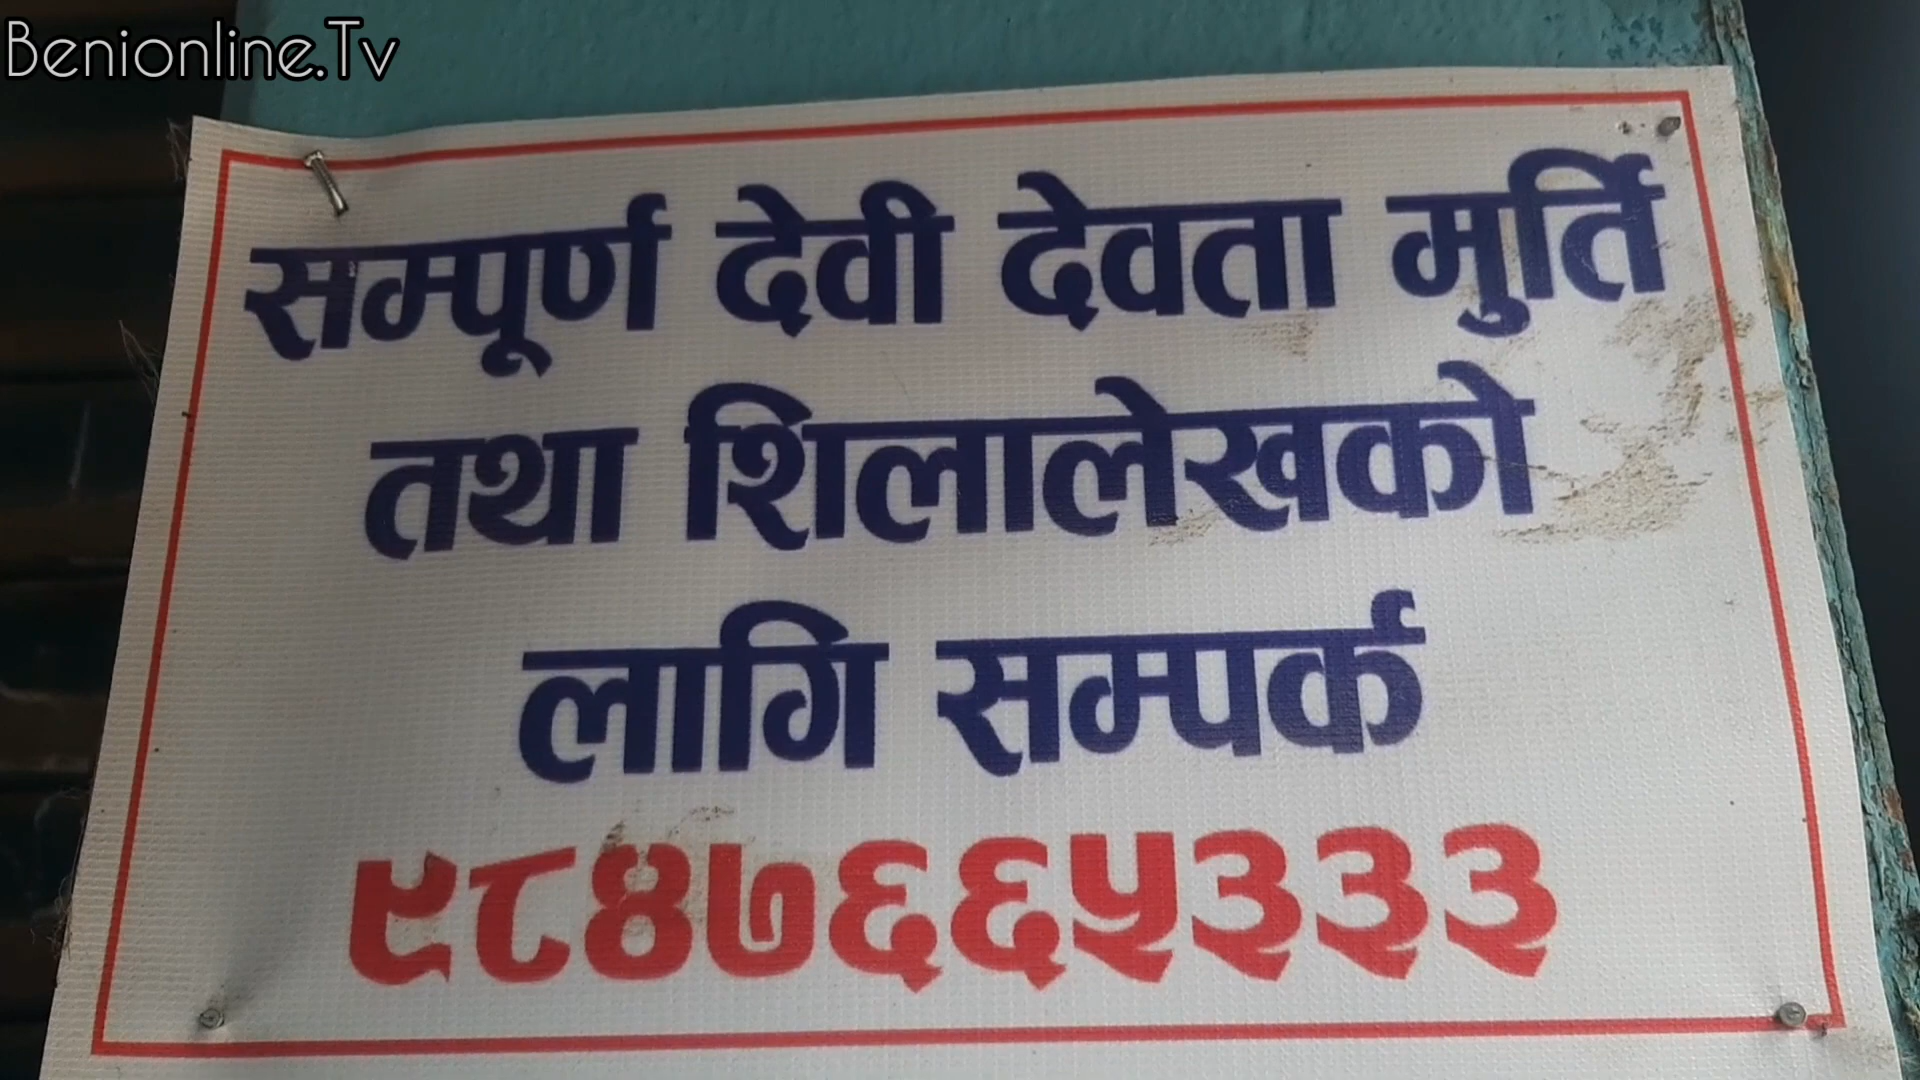 Benionline.Tv
सम्पूर्ण देवी देवता मुर्ति
तथा शिलालेखको
लागि सम्पर्क
९८४७६६५३३३